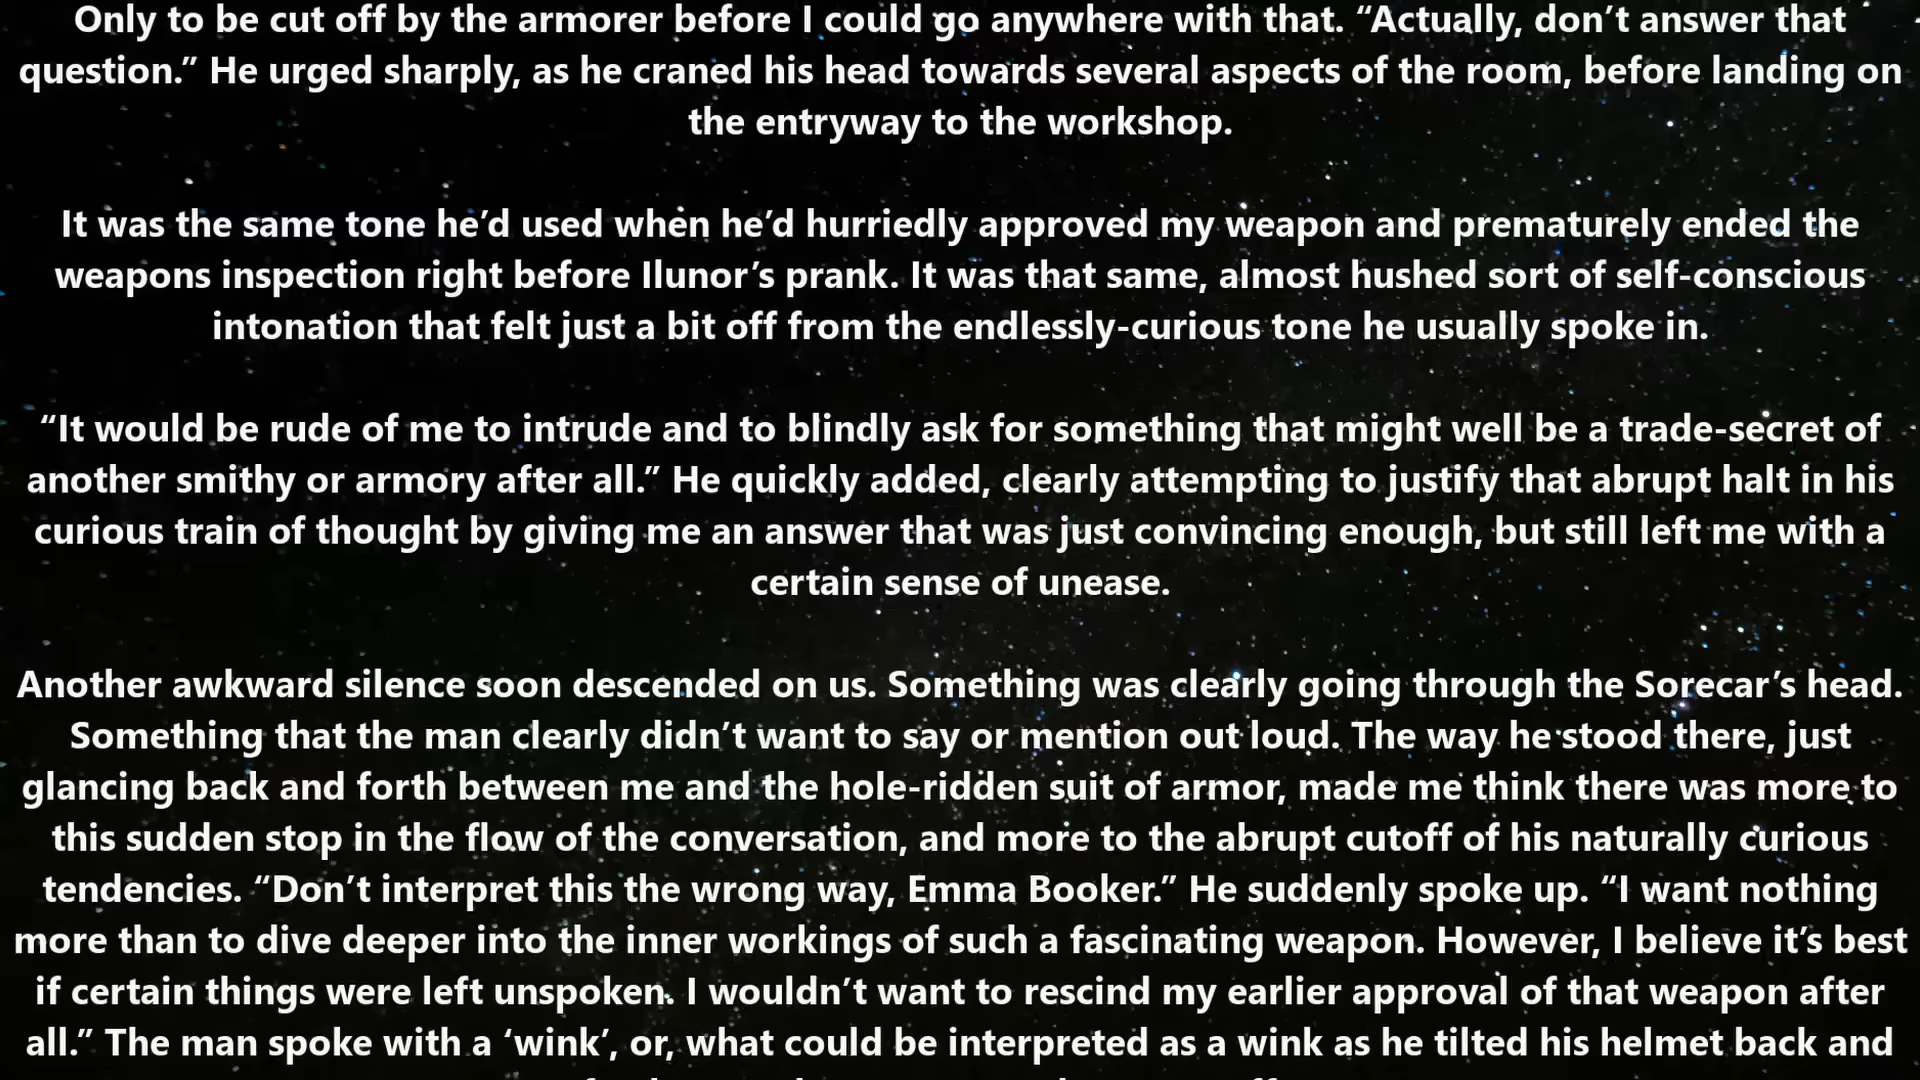 Only to be cut off by the armorer before I could go anywhere with that. “Actually, don’t answer that
question.” He urged sharply, as he craned his head towards several aspects of the room, before landing on
the entryway to the workshop.
It was the same tone he’d used when he’d hurriedly approved my weapon and prematurely ended the
weapons inspection right before Ilunor’s prank. It was that same, almost hushed sort of self-conscious
intonation that felt just a bit off from the endlessly-curious tone he usually spoke in.
“It would be rude of me to intrude and to blindly ask for something that might well be a trade-secret of
another smithy or armory after all.” He quickly added, clearly attempting to justify that abrupt halt in his
curious train of thought by giving me an answer that was just convincing enough, but still left me with a
certain sense of unease.
Another awkward silence soon descended on us. Something was clearly going through the Sorecar’s head.
Something that the man clearly didn’t want to say or mention out loud. The way he stood there, just
glancing back and forth between me and the hole-ridden suit of armor, made me think there was more to
this sudden stop in the flow of the conversation, and more to the abrupt cutoff of his naturally curious
tendencies. “Don’t interpret this the wrong way, Emma Booker.” He suddenly spoke up. “I want nothing
more than to dive deeper into the inner workings of such a fascinating weapon. However, I believe it’s best
if certain things were left unspoken. I wouldn’t want to rescind my earlier approval of that weapon after
all.” The man spoke with a ‘wink’, or, what could be interpreted as a wink as he tilted his helmet back and